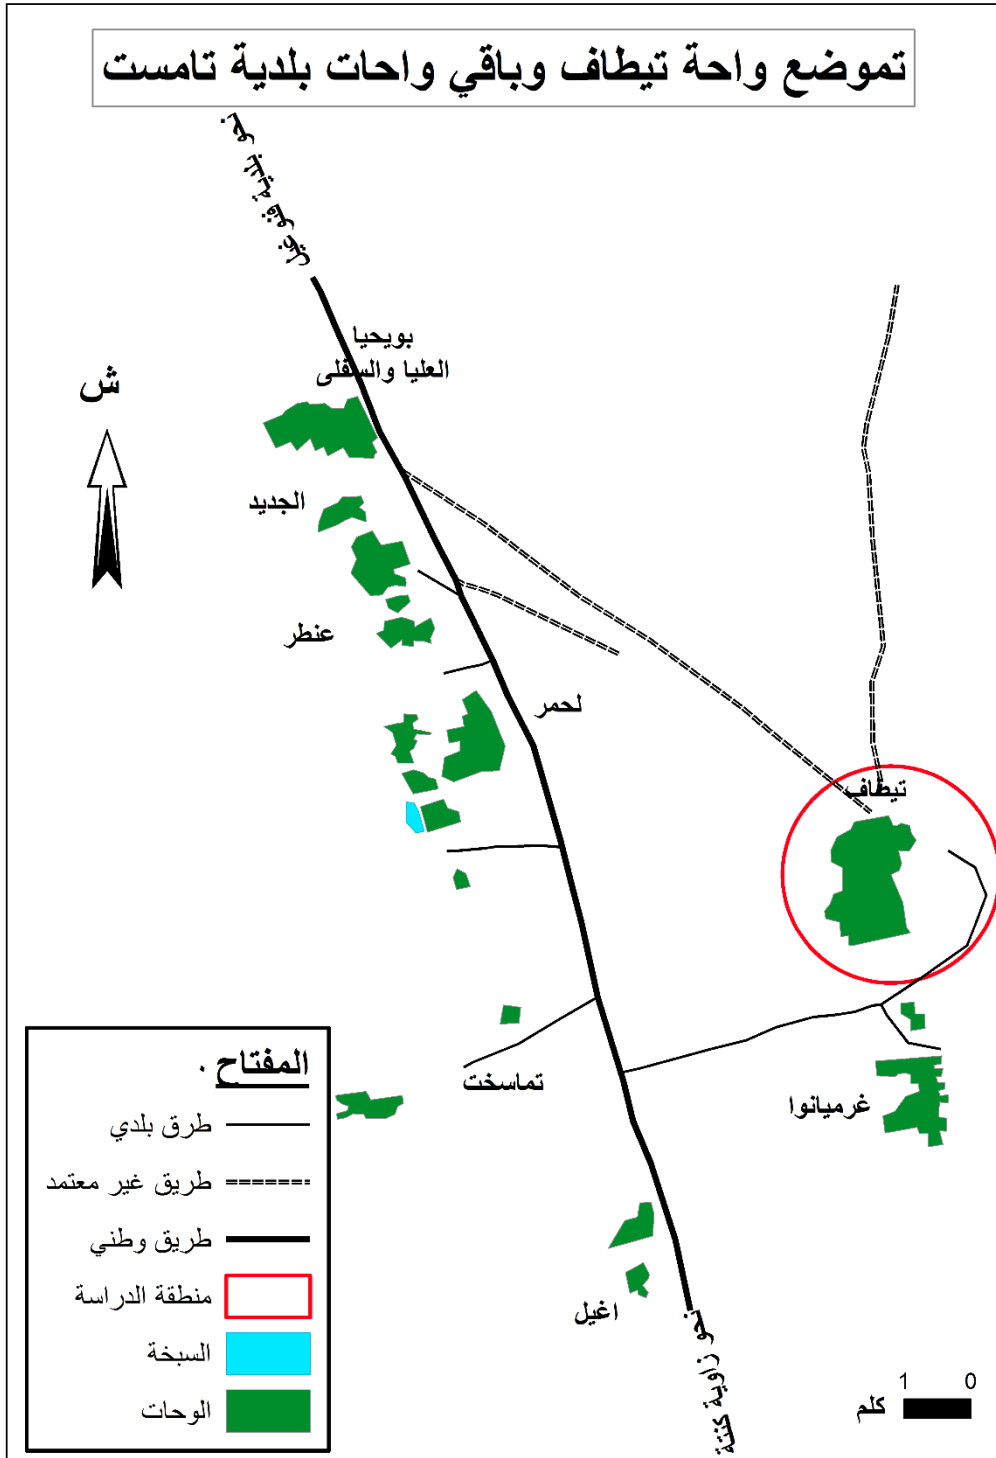 تموضع واحة تيطاف وباقي واحات بلدية تامست
نحو بلدية فنوغيل
بويحيا
العليا والسفلى
ش
الجديد
عنطر
لحمر
تيطاف
تماسخت
غرميانوا
اغيل
نحو زاوية كنتة
المفتاح .
طرق بلدي
طريق غير معتمد
طريق وطني
منطقة الدراسة
السبخة
الوحات
1 0
كلم